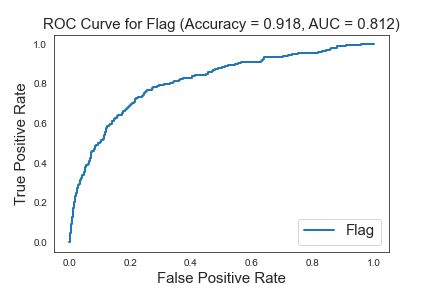 ROC Curve for Flag (Accuracy = 0.918, AUC = 0.812)
1.0
0.8
0.6
0.4
0.2
0.0
True Positive Rate
Flag
0.0 0.2 0.4 0.6 0.8 1.0
False Positive Rate